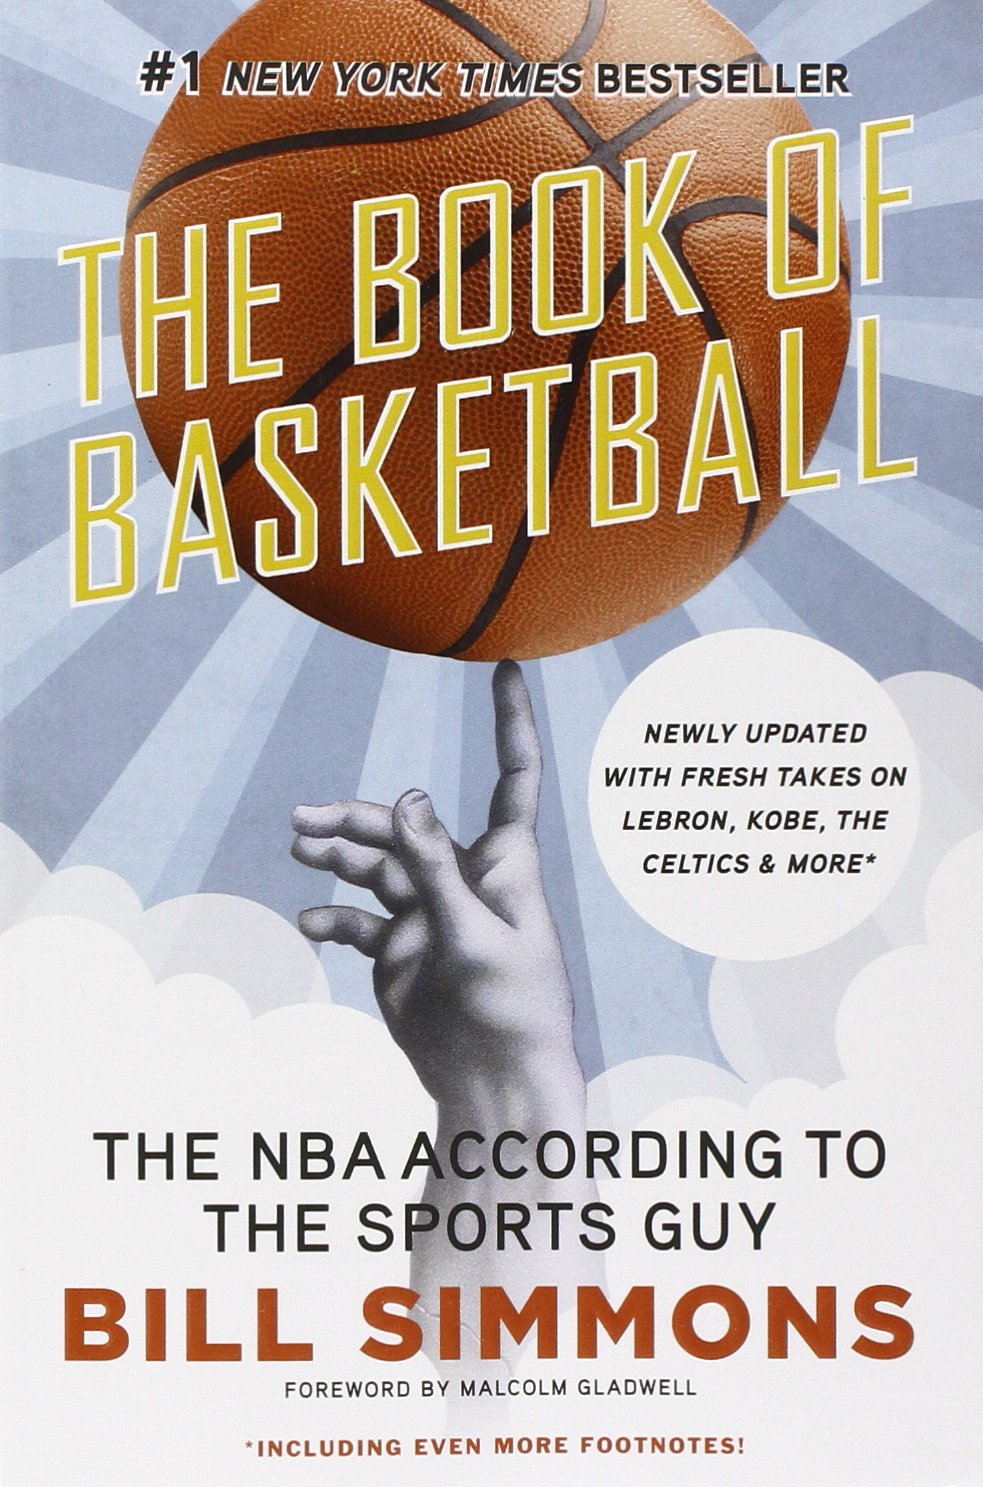 #1 NEW YORK TIMES BESTSELLER
THE BOOK OF
BASKETBALL
NEWLY UPDATED
WITH FRESH TAKES ON
LEBRON, KOBE, THE
CELTICS & MORE*
THE NBA ACCORDING TO
THE SPORTS GUY
BILL SIMMONS
FOREWORD BY MALCOLM GLADWELL
*INCLUDING EVEN MORE FOOTNOTES!